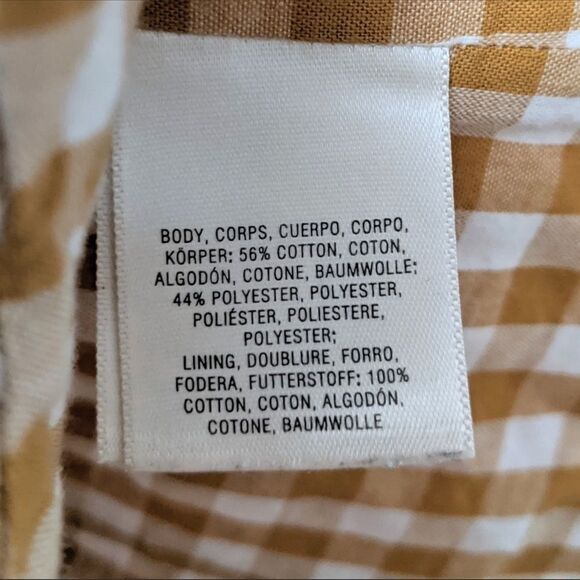 BODY, CORPS, CUERPO, CORPO,
KÖRPER: 56% COTTON, COTON,
ALGODÓN, COTONE, BAUMWOLLE;
44% POLYESTER, POLYESTER,
POLIÉSTER, POLIESTERE,
POLYESTER;
LINING, DOUBLURE, FORRO,
FODERA, FUTTERSTOFF: 100%
COTTON, COTON, ALGODÓN,
COTONE, BAUMWOLLE